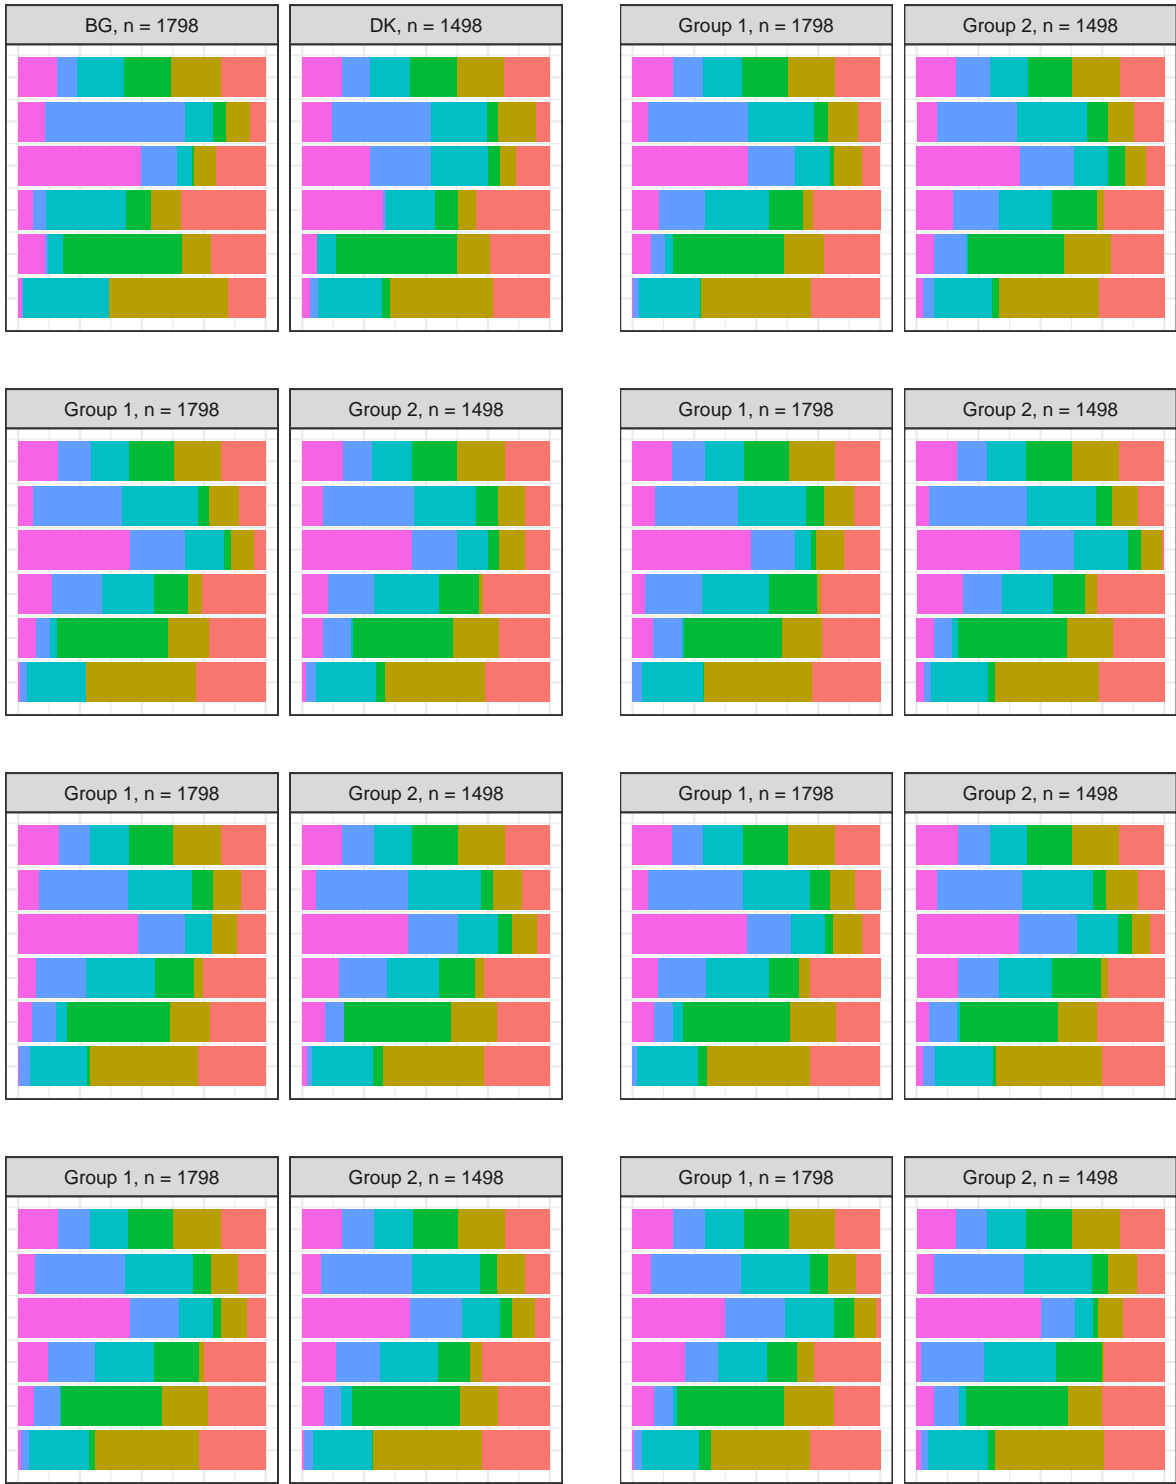 BG, n = 1798
DK, n = 1498
Group 1, n = 1798
Group 2, n = 1498
Group 1, n = 1798
Group 2, n = 1498
Group 1, n = 1798
Group 2, n = 1498
Group 1, n = 1798
Group 2, n = 1498
Group 1, n = 1798
Group 2, n = 1498
Group 1, n = 1798
Group 2, n = 1498
Group 1, n = 1798
Group 2, n = 1498